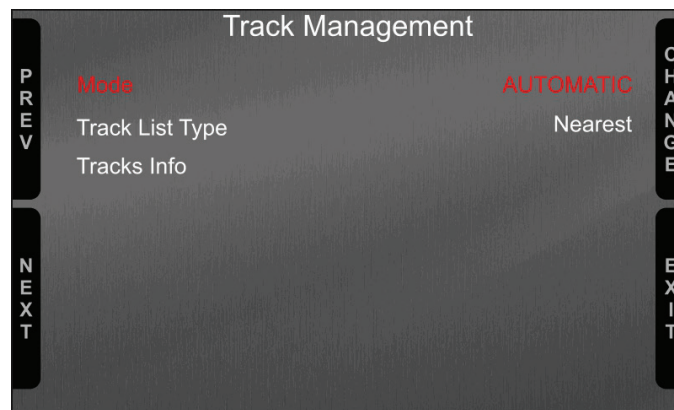 Track Management
PREV
Mode AUTOMATIC
Track List Type Nearest
Tracks Info
CHANGE
NEXT
EXIT